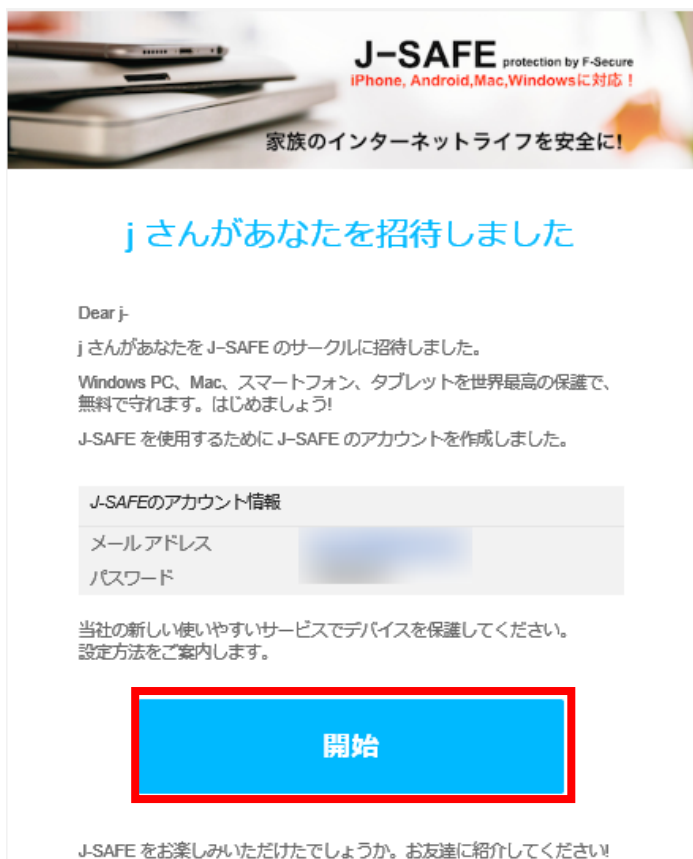 J-SAFE protection by F-Secure
iPhone, Android,Mac,Windowsに対応！
家族のインターネットライフを安全に!
j さんがあなたを招待しました
Dear j-
j さんがあなたを J-SAFE のサークルに招待しました。
Windows PC、Mac、スマートフォン、タブレットを世界最高の保護で、
無料で守れます。はじめましょう!
J-SAFE を使用するために J-SAFE のアカウントを作成しました。
J-SAFEのアカウント情報
メール アドレス
パスワード
当社の新しい使いやすいサービスでデバイスを保護してください。
設定方法をご案内します。
開始
J-SAFE をお楽しみいただけたでしょうか。お友達に紹介してください!